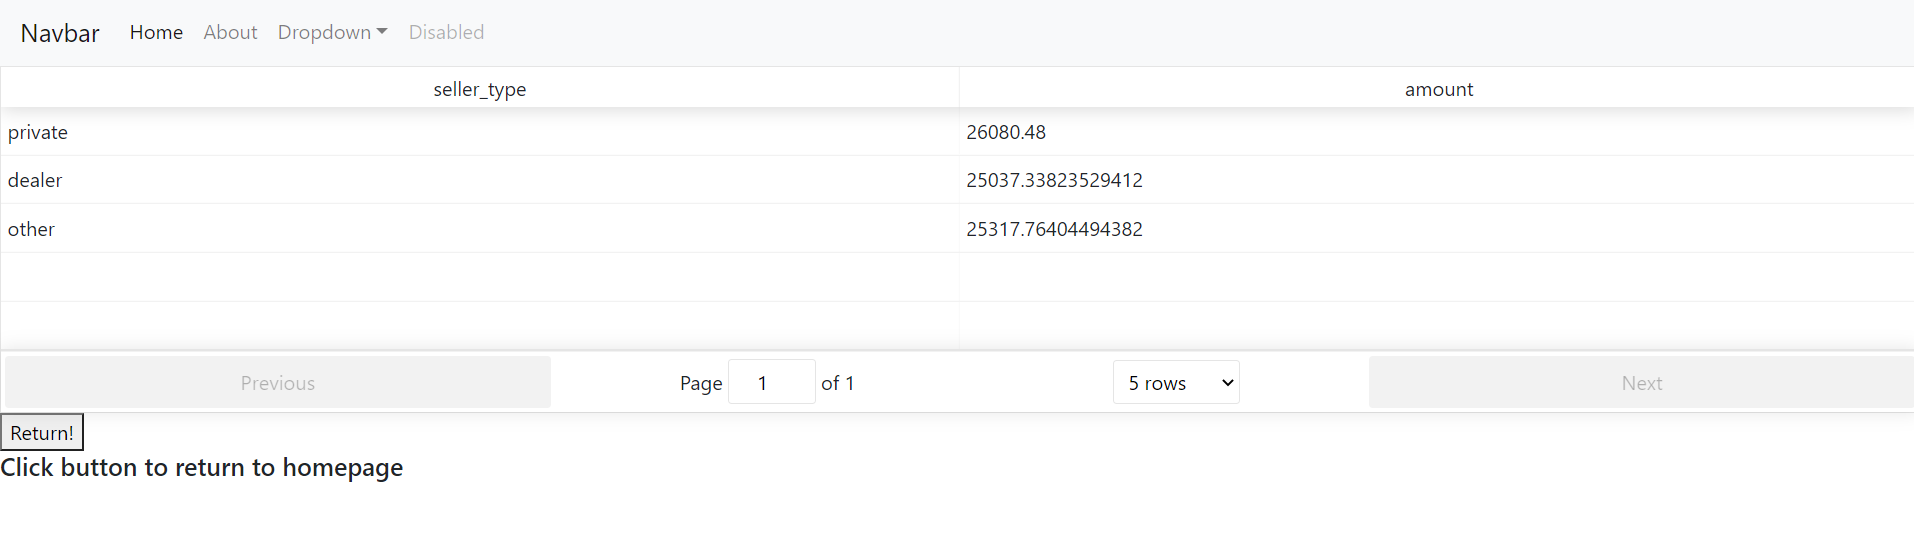 Navbar Home About Dropdown Disabled
seller_type amount
private 26080.48
dealer 25037.33823529412
other 25317.76404494382
Previous Page 1 of 1 5 rows Next
Return!
Click button to return to homepage